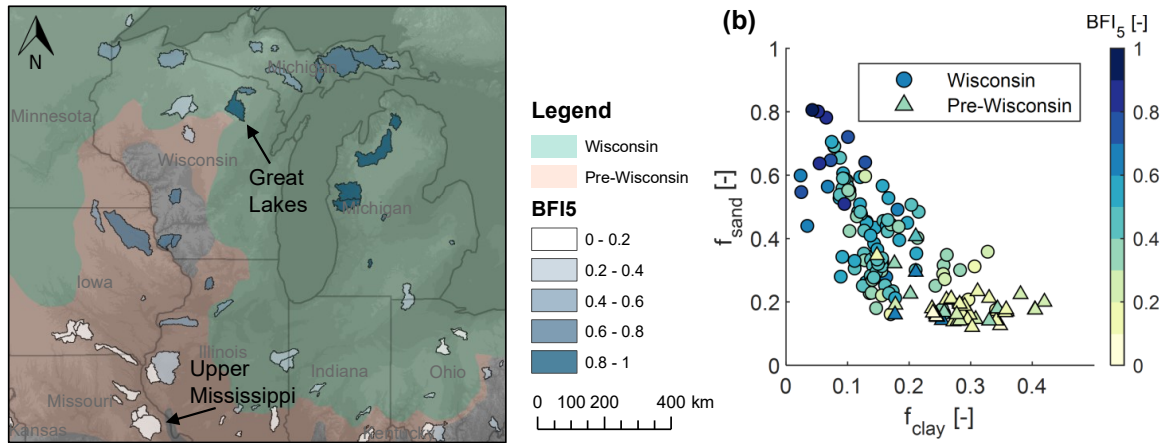 N
Minnesota
Michigan
Wisconsin
Great
Lakes
Michigan
Iowa
Illinois
Upper
Mississippi
Indiana
Ohio
Missouri
Kansas
Kentucky
Legend
Wisconsin
Pre-Wisconsin
BFI5
0 - 0.2
0.2 - 0.4
0.4 - 0.6
0.6 - 0.8
0.8 - 1
0 100 200 400 km
(b)
BFI5 [-]
Wisconsin
Pre-Wisconsin
1
0.8
0.6
0.4
0.2
0
fsand [-]
0 0.1 0.2 0.3 0.4
fclay [-]
1
0.8
0.6
0.4
0.2
0